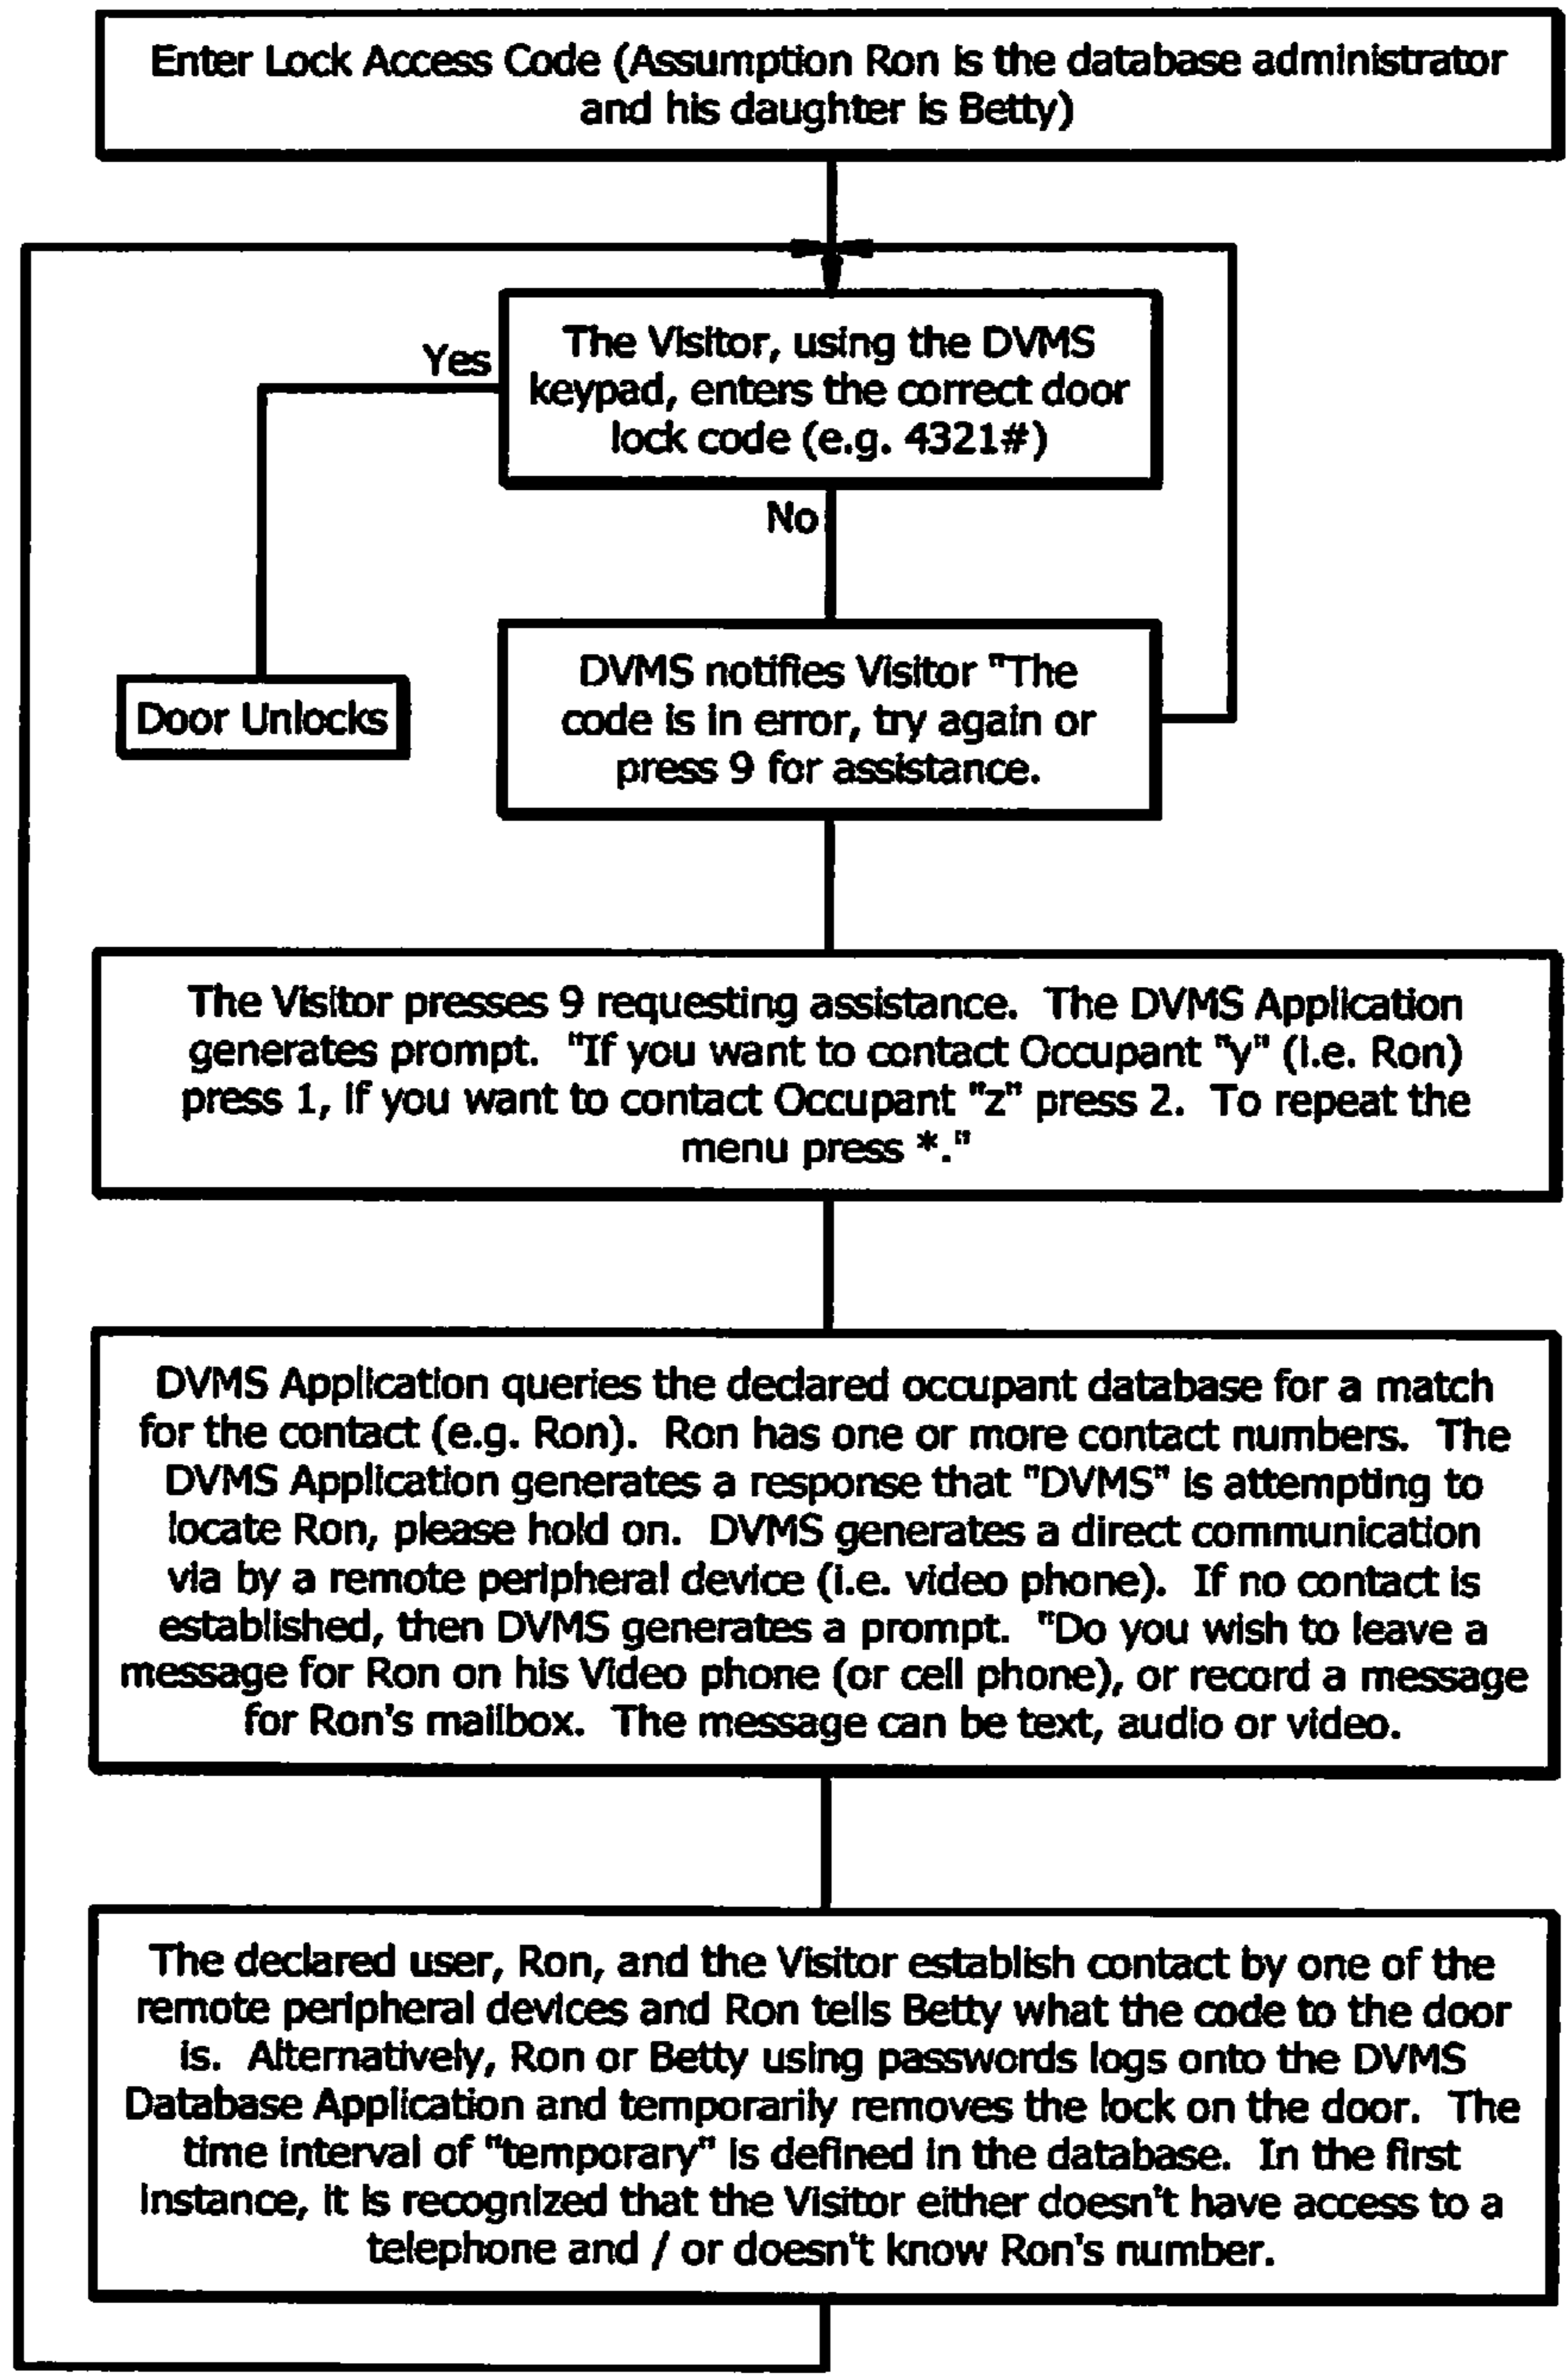 Enter Lock Access Code (Assumption Ron is the database administrator
and his daughter is Betty)
The Visitor, using the DVMS
keypad, enters the correct door
lock code (e.g. 4321#)
Yes
No
DVMS notifies Visitor "The
code is in error, try again or
press 9 for assistance.
Door Unlocks
The Visitor presses 9 requesting assistance. The DVMS Application
generates prompt. "If you want to contact Occupant "y" (i.e. Ron)
press 1, if you want to contact Occupant "z" press 2. To repeat the
menu press *."
DVMS Application queries the declared occupant database for a match
for the contact (e.g. Ron). Ron has one or more contact numbers. The
DVMS Application generates a response that "DVMS" is attempting to
locate Ron, please hold on. DVMS generates a direct communication
via by a remote peripheral device (i.e. video phone). If no contact is
established, then DVMS generates a prompt. "Do you wish to leave a
message for Ron on his Video phone (or cell phone), or record a message
for Ron's mailbox. The message can be text, audio or video.
The declared user, Ron, and the Visitor establish contact by one of the
remote peripheral devices and Ron tells Betty what the code to the door
is. Alternatively, Ron or Betty using passwords logs onto the DVMS
Database Application and temporarily removes the lock on the door. The
time interval of "temporary" is defined in the database. In the first
instance, it is recognized that the Visitor either doesn't have access to a
telephone and / or doesn't know Ron's number.